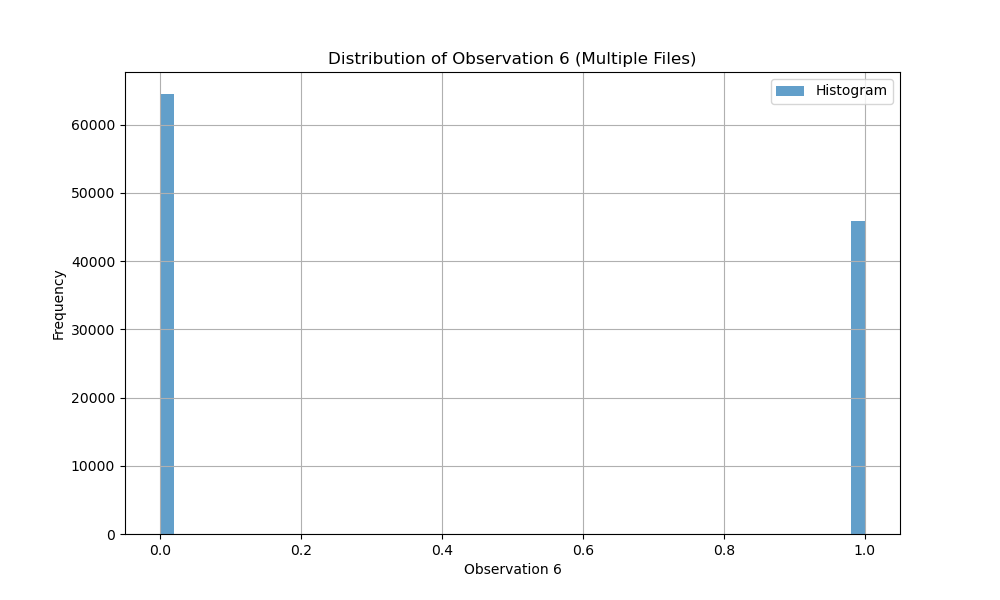 Distribution of Observation 6 (Multiple Files)
Histogram
60000
50000
40000
30000
20000
10000
0
Frequency
0.0 0.2 0.4 0.6 0.8 1.0
Observation 6